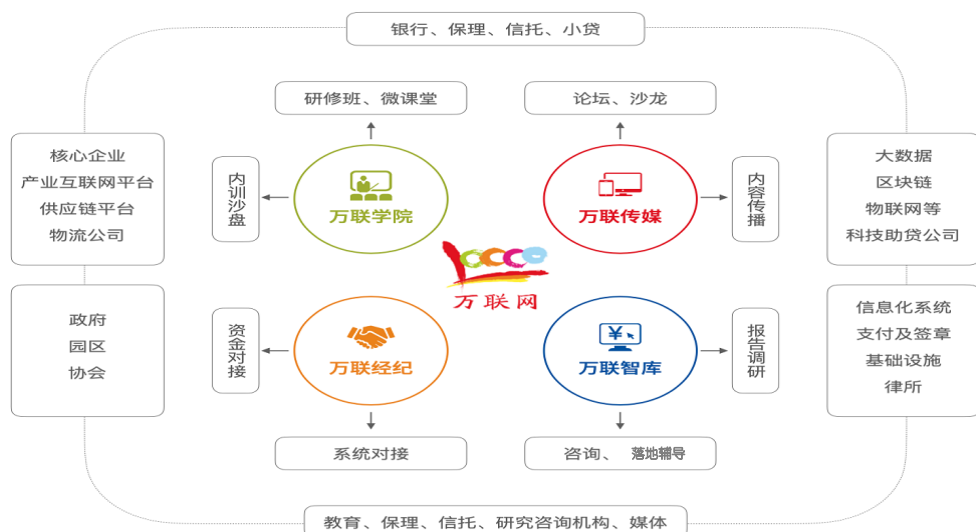 银行、保理、信托、小贷
研修班、微课堂
论坛、沙龙
核心企业
产业互联网平台
供应链平台
物流公司
内训沙盘
万联学院
万联传媒
内容传播
大数据
区块链
物联网等
科技助贷公司
万联网
政府
园区
协会
资金对接
万联经纪
¥
万联智库
报告调研
信息化系统
支付及签章
基础设施
律所
系统对接
咨询、落地辅导
教育、保理、信托、研究咨询机构、媒体